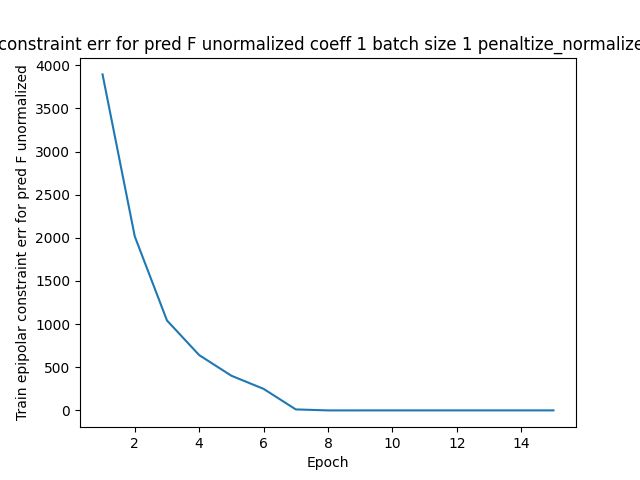 constraint err for pred F unormalized coeff 1 batch size 1 penaltize_normalize
Train epipolar constraint err for pred F unormalized
4000
3500
3000
2500
2000
1500
1000
500
0
2 4 6 8 10 12 14
Epoch